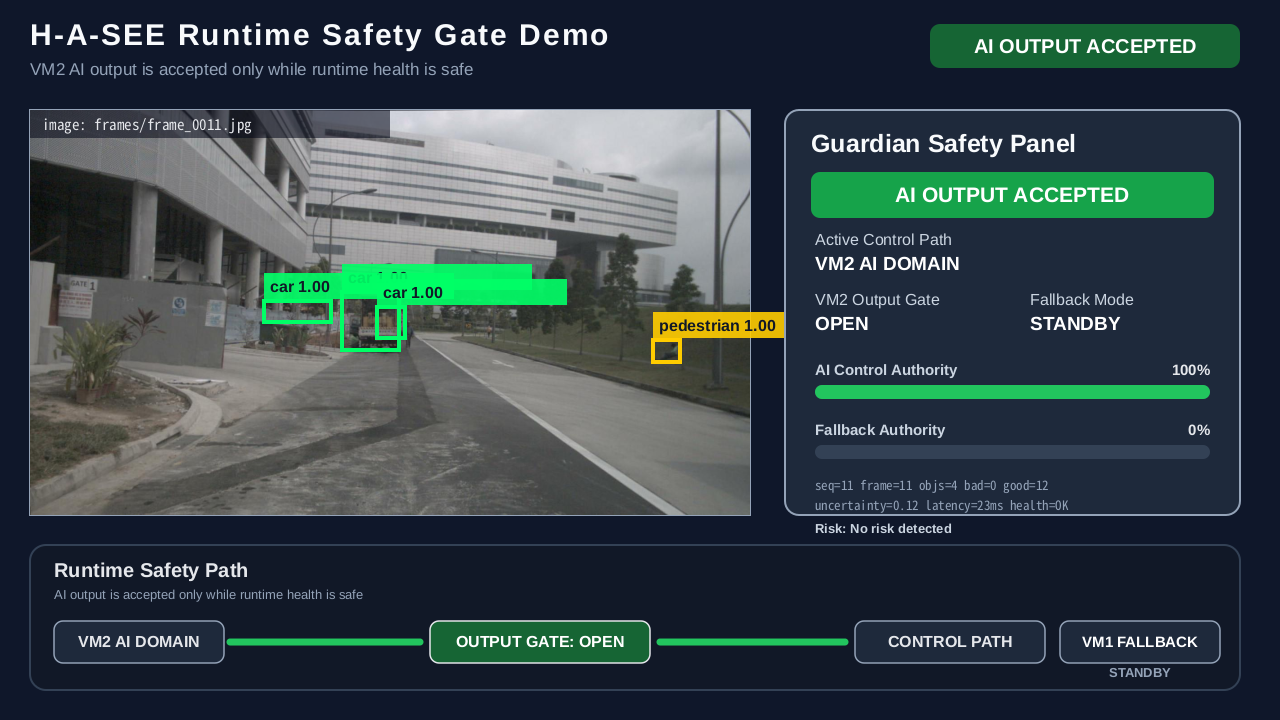 H-A-SEE Runtime Safety Gate Demo
VM2 AI output is accepted only while runtime health is safe
AI OUTPUT ACCEPTED
image: frames/frame_0011.jpg
GATE 1
car 1.00
car 1.00
car 1.00
pedestrian 1.00
Guardian Safety Panel
AI OUTPUT ACCEPTED
Active Control Path
VM2 AI DOMAIN
VM2 Output Gate
OPEN
Fallback Mode
STANDBY
AI Control Authority 100%
Fallback Authority 0%
seq=11 frame=11 objs=4 bad=0 good=12
uncertainty=0.12 latency=23ms health=OK
Risk: No risk detected
Runtime Safety Path
AI output is accepted only while runtime health is safe
VM2 AI DOMAIN
OUTPUT GATE: OPEN
CONTROL PATH
VM1 FALLBACK
STANDBY